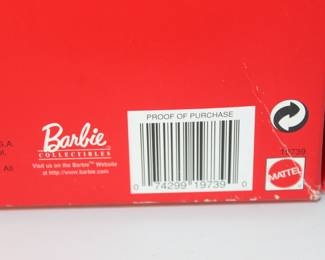 PROOF OF PURCHASE
G.A.
Barbie
COLLECTIBLES
All
Visit us on the Barbie™ Website
at http://www.barbie.com
0 74299 19739 0
19739
MATTEL